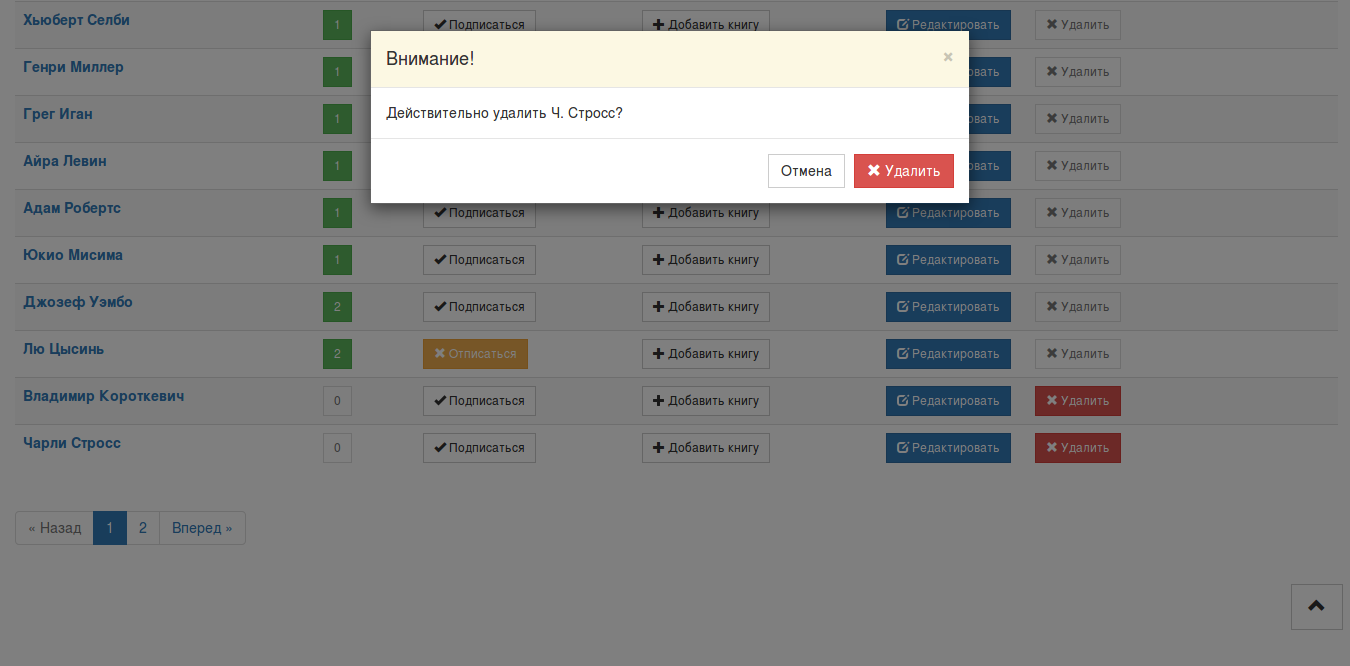 Хьюберт Селби 1 Подписаться Добавить книгу Редактировать Удалить
Внимание! ×
Генри Миллер 1 вать Удалить
Действительно удалить Ч. Стросс?
Грег Иган 1 вать Удалить
Айра Левин 1 Отмена Удалить вать Удалить
Адам Робертс 1 Подписаться Добавить книгу Редактировать Удалить
Юкио Мисима 1 Подписаться Добавить книгу Редактировать Удалить
Джозеф Уэмбо 2 Подписаться Добавить книгу Редактировать Удалить
Лю Цысинь 2 Отписаться Добавить книгу Редактировать Удалить
Владимир Короткевич 0 Подписаться Добавить книгу Редактировать Удалить
Чарли Стросс 0 Подписаться Добавить книгу Редактировать Удалить
« Назад 1 2 Вперед »